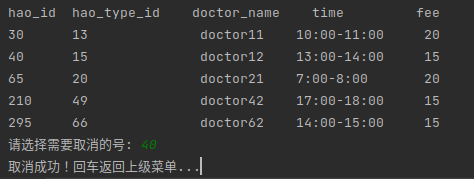 hao_id hao_type_id doctor_name time fee
30 13 doctor11 10:00-11:00 20
40 15 doctor12 13:00-14:00 15
65 20 doctor21 7:00-8:00 20
210 49 doctor42 17:00-18:00 15
295 66 doctor62 14:00-15:00 15
请选择需要取消的号: 40
取消成功！回车返回上级菜单...